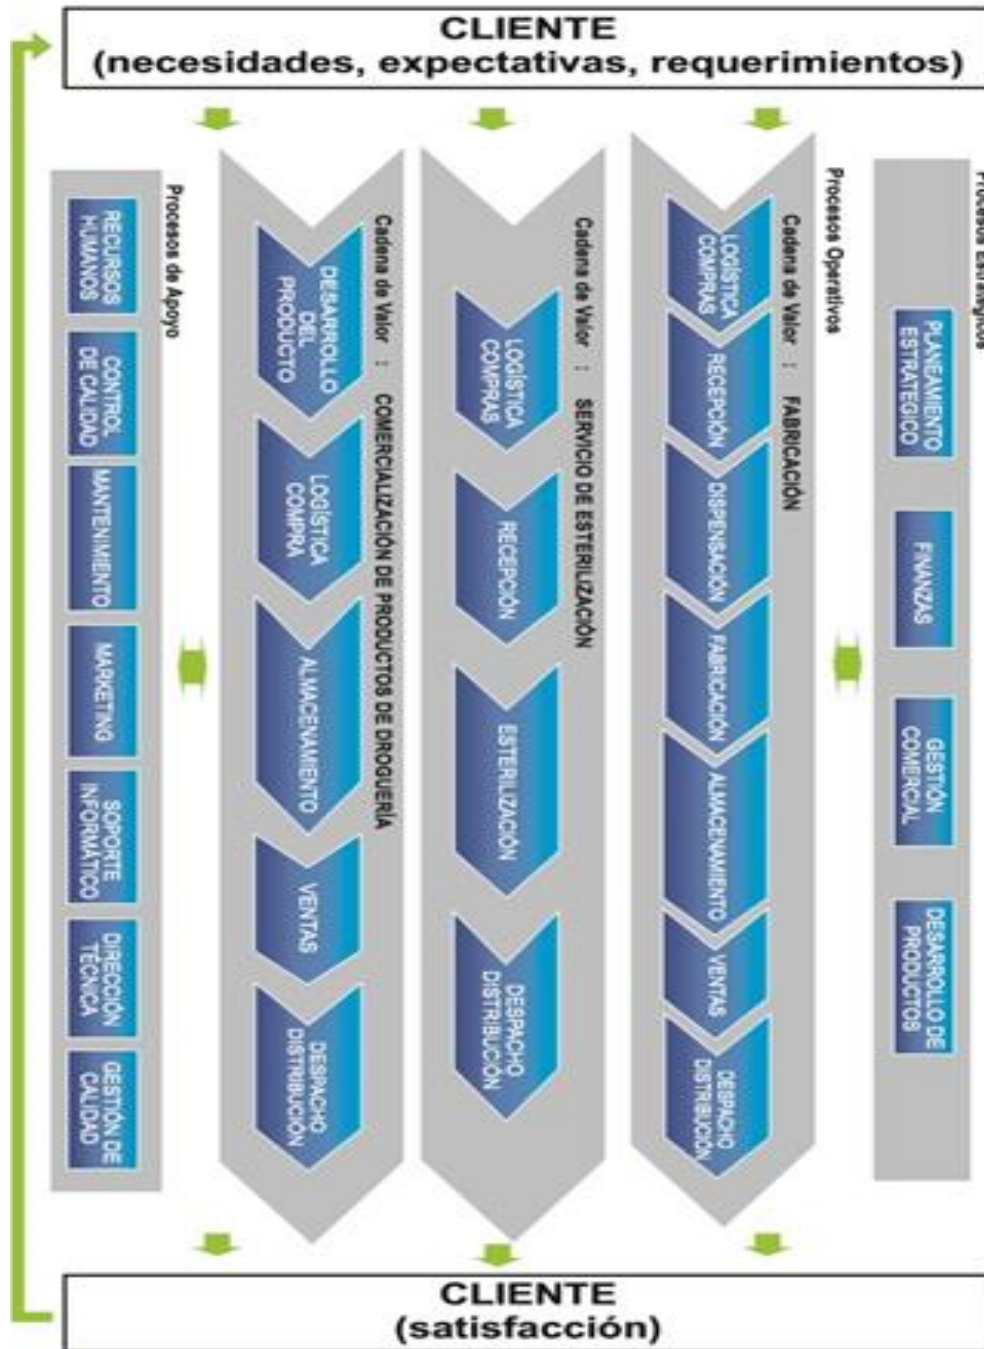 CLIENTE
(necesidades, expectativas, requerimientos)
Procesos Estratégicos
PLANEAMIENTO
ESTRATEGICO
FINANZAS
GESTIÓN
COMERCIAL
DESARROLLO DE
PRODUCTOS
Procesos Operativos
Cadena de Valor : FABRICACIÓN
LOGÍSTICA
COMPRAS
RECEPCIÓN
DISPENSACIÓN
FABRICACIÓN
ALMACENAMIENTO
VENTAS
DESPACHO
DISTRIBUCIÓN
Cadena de Valor : SERVICIO DE ESTERILIZACIÓN
LOGÍSTICA
COMPRAS
RECEPCIÓN
ESTERILIZACIÓN
DESPACHO
DISTRIBUCIÓN
Cadena de Valor : COMERCIALIZACIÓN DE PRODUCTOS DE DROGUERÍA
DESARROLLO
DEL
PRODUCTO
LOGÍSTICA
COMPRA
ALMACENAMIENTO
VENTAS
DESPACHO
DISTRIBUCIÓN
Procesos de Apoyo
RECURSOS
HUMANOS
CONTROL
DE CALIDAD
MANTENIMIENTO
MARKETING
SOPORTE
INFORMÁTICO
DIRECCIÓN
TÉCNICA
GESTIÓN DE
CALIDAD
CLIENTE
(satisfacción)